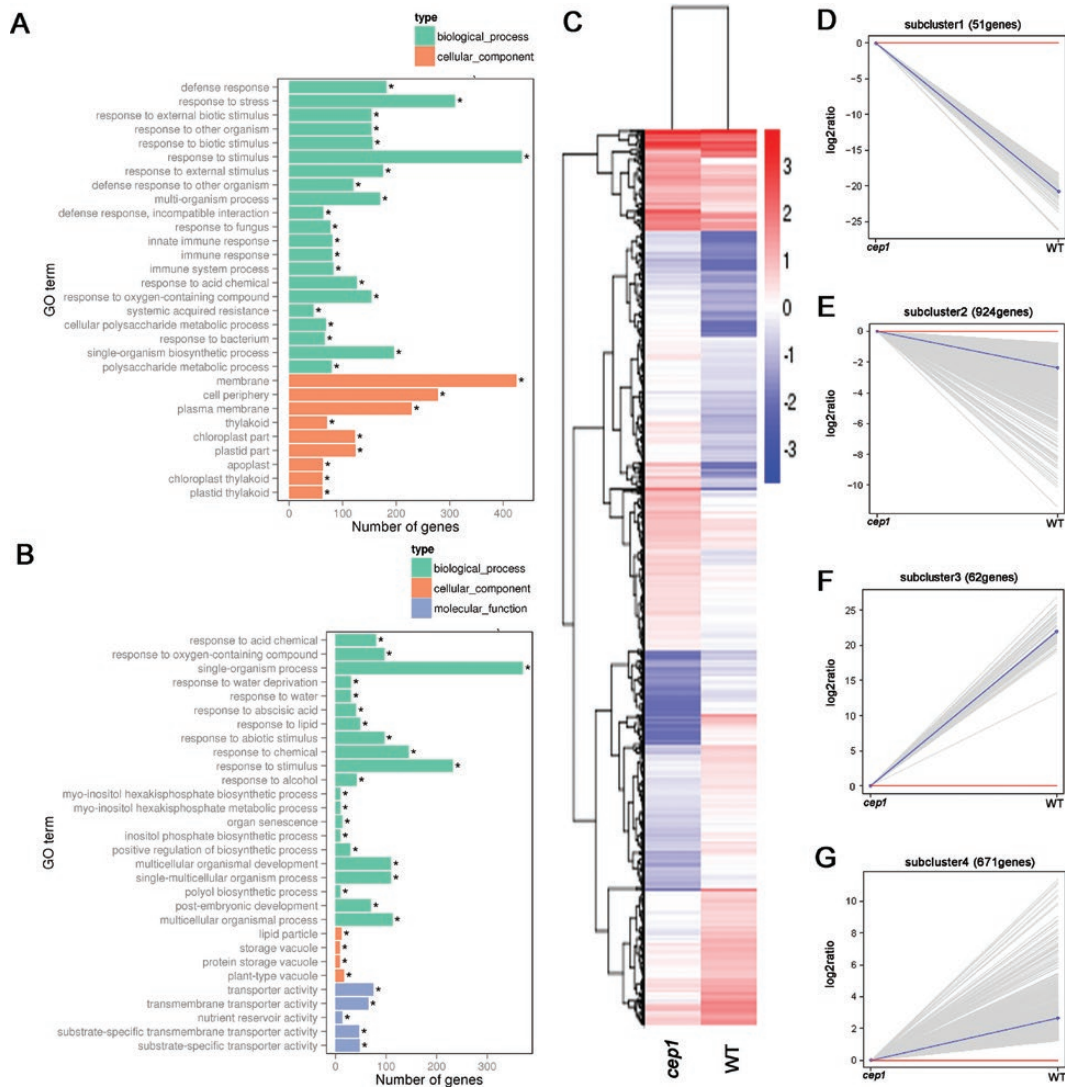 A
type
biological_process
cellular_component
GO term
defense response *
response to stress *
response to external biotic stimulus *
response to other organism *
response to biotic stimulus *
response to stimulus *
response to external stimulus *
defense response to other organism *
multi-organism process *
defense response, incompatible interaction *
response to fungus *
innate immune response *
immune response *
immune system process *
response to acid chemical *
response to oxygen-containing compound *
systemic acquired resistance *
cellular polysaccharide metabolic process *
response to bacterium *
single-organism biosynthetic process *
polysaccharide metabolic process *
membrane *
cell periphery *
plasma membrane *
thylakoid *
chloroplast part *
plastid part *
apoplast *
chloroplast thylakoid *
plastid thylakoid *
0 100 200 300 400
Number of genes
B
type
biological_process
cellular_component
molecular_function
GO term
response to acid chemical *
response to oxygen-containing compound *
single-organism process *
response to water deprivation *
response to water *
response to abscisic acid *
response to lipid *
response to abiotic stimulus *
response to chemical *
response to stimulus *
response to alcohol *
myo-inositol hexakisphosphate biosynthetic process *
myo-inositol hexakisphosphate metabolic process *
organ senescence *
inositol phosphate biosynthetic process *
positive regulation of biosynthetic process *
multicellular organismal development *
single-multicellular organism process *
polyol biosynthetic process *
post-embryonic development *
multicellular organismal process *
lipid particle *
storage vacuole *
protein storage vacuole *
plant-type vacuole *
transporter activity *
transmembrane transporter activity *
nutrient reservoir activity *
substrate-specific transmembrane transporter activity *
substrate-specific transporter activity *
0 100 200 300
Number of genes
C
3
2
1
0
-1
-2
-3
cep1 WT
D
subcluster1 (51genes)
log2ratio
0
-5
-10
-15
-20
-25
cep1 WT
E
subcluster2 (924genes)
log2ratio
0
-2
-4
-6
-8
-10
cep1 WT
F
subcluster3 (62genes)
log2ratio
25
20
15
10
5
0
cep1 WT
G
subcluster4 (671genes)
log2ratio
10
8
6
4
2
0
cep1 WT